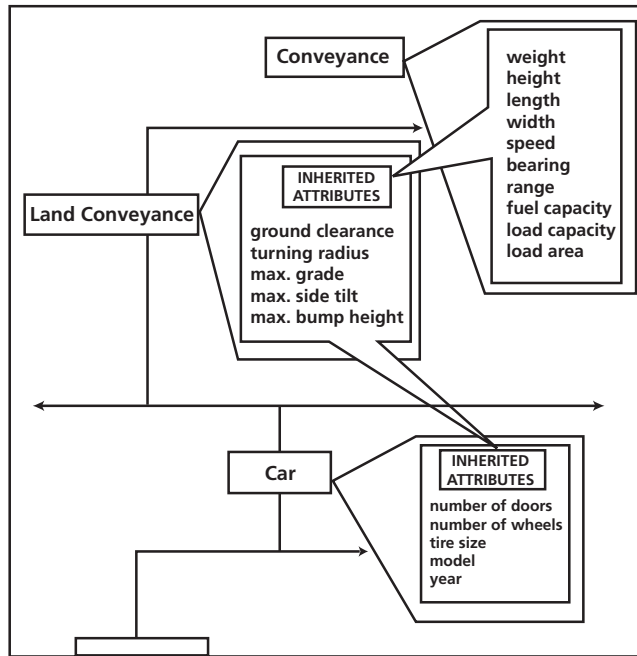 Conveyance
weight
height
length
width
speed
bearing
range
fuel capacity
load capacity
load area
Land Conveyance
INHERITED
ATTRIBUTES
ground clearance
turning radius
max. grade
max. side tilt
max. bump height
Car
INHERITED
ATTRIBUTES
number of doors
number of wheels
tire size
model
year